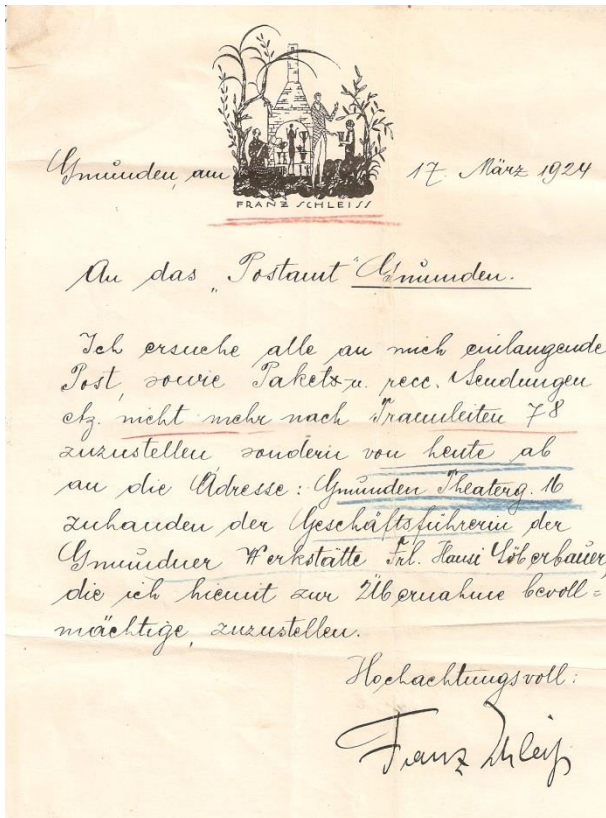 Gmunden, am 17. März 1924
FRANZ SCHLEISS
An das „Postamt" Gmunden.
Ich ersuche alle an mich einlangende
Post, sowie Paket- u. recc. Sendungen
etz. nicht mehr nach Traunleiten 78
zuzustellen sondern von heute ab
an die Adresse: Gmunden Theaterg. 16
zuhanden der Geschäftsführerin der
Gmundner Werkstätte Frl. Hansi Löberbauer,
die ich hiemit zur Übernahme bevoll=
mächtige, zuzustellen.
Hochachtungsvoll:
Franz Schleiß